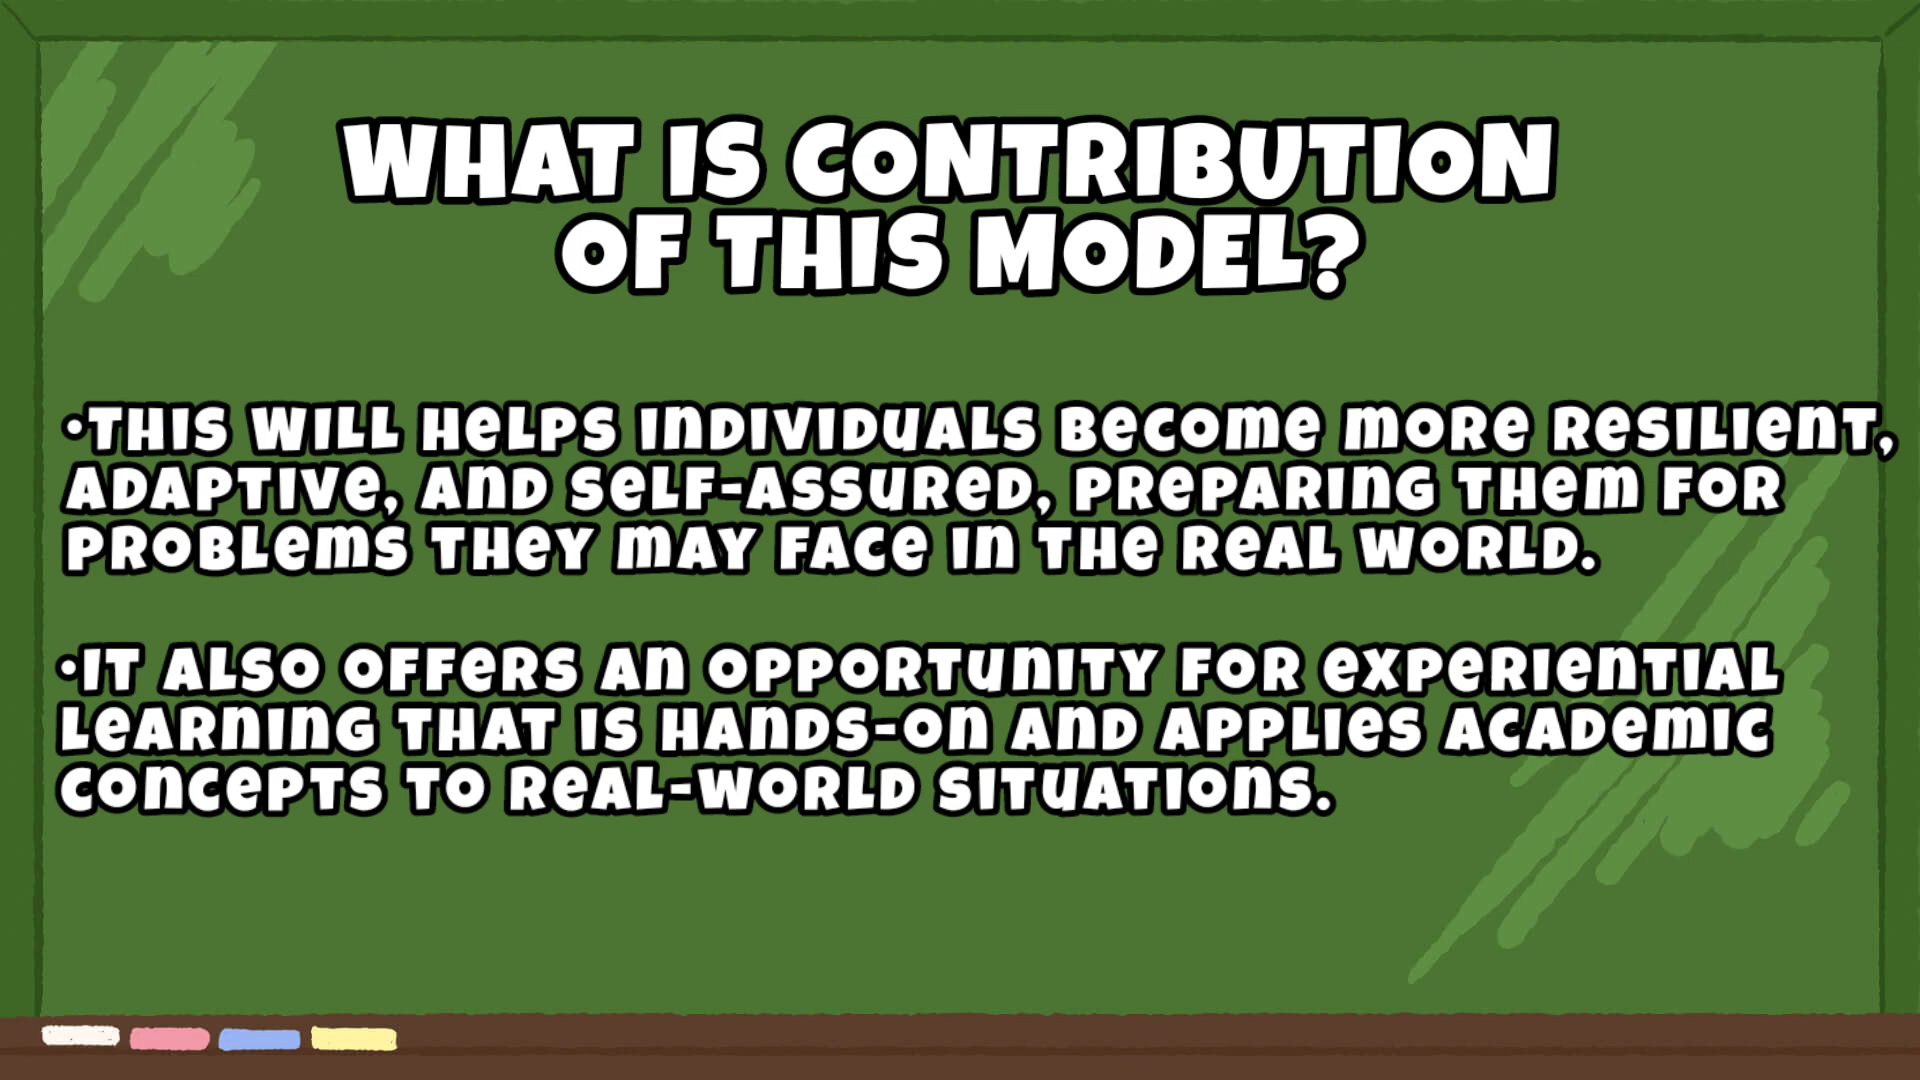 WHAT IS CONTRIBUTION
OF THIS MODEL?
•THIS WILL HELPS INDIVIDUALS BECOME MORE RESILIENT,
ADAPTIVE, AND SELF-ASSURED, PREPARING THEM FOR
PROBLEMS THEY MAY FACE IN THE REAL WORLD.
•IT ALSO OFFERS AN OPPORTUNITY FOR EXPERIENTIAL
LEARNING THAT IS HANDS-ON AND APPLIES ACADEMIC
CONCEPTS TO REAL-WORLD SITUATIONS.